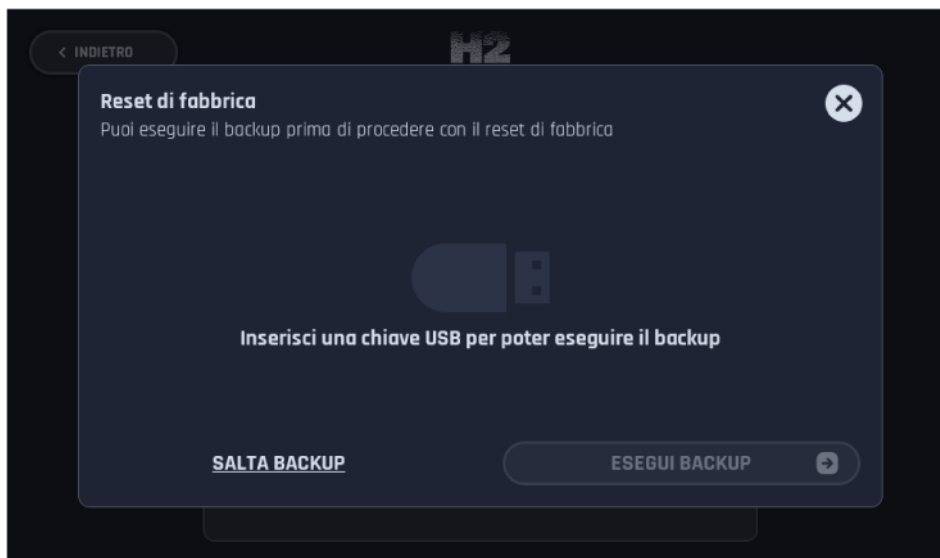 INDIETRO
H2
Reset di fabbrica
Puoi eseguire il backup prima di procedere con il reset di fabbrica
Inserisci una chiave USB per poter eseguire il backup
SALTA BACKUP
ESEGUI BACKUP